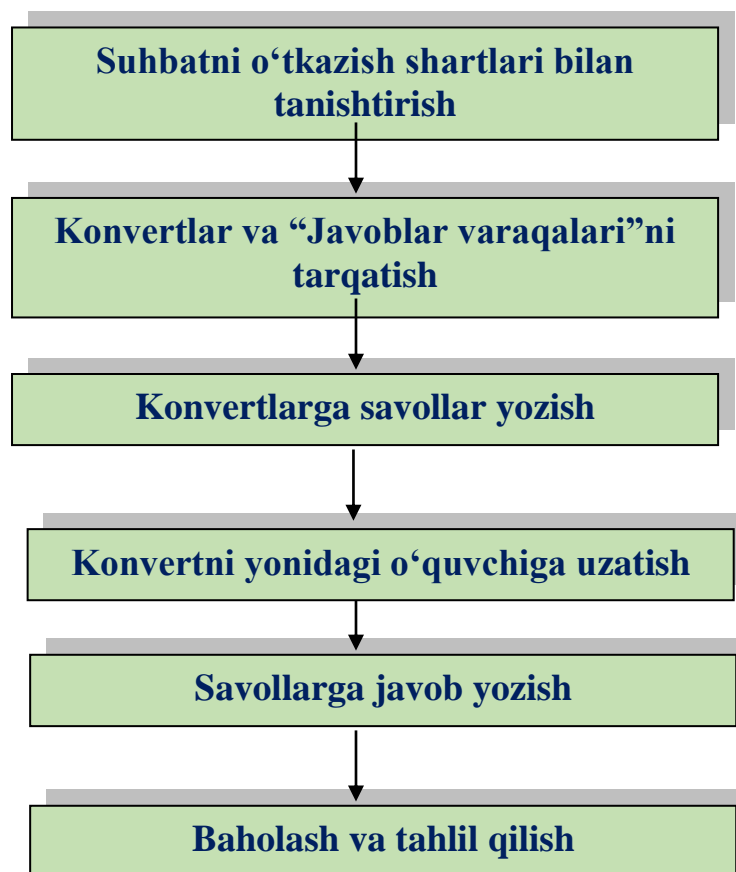 Suhbatni o‘tkazish shartlari bilan
tanishtirish
Konvertlar va “Javoblar varaqalari”ni
tarqatish
Konvertlarga savollar yozish
Konvertni yonidagi o‘quvchiga uzatish
Savollarga javob yozish
Baholash va tahlil qilish